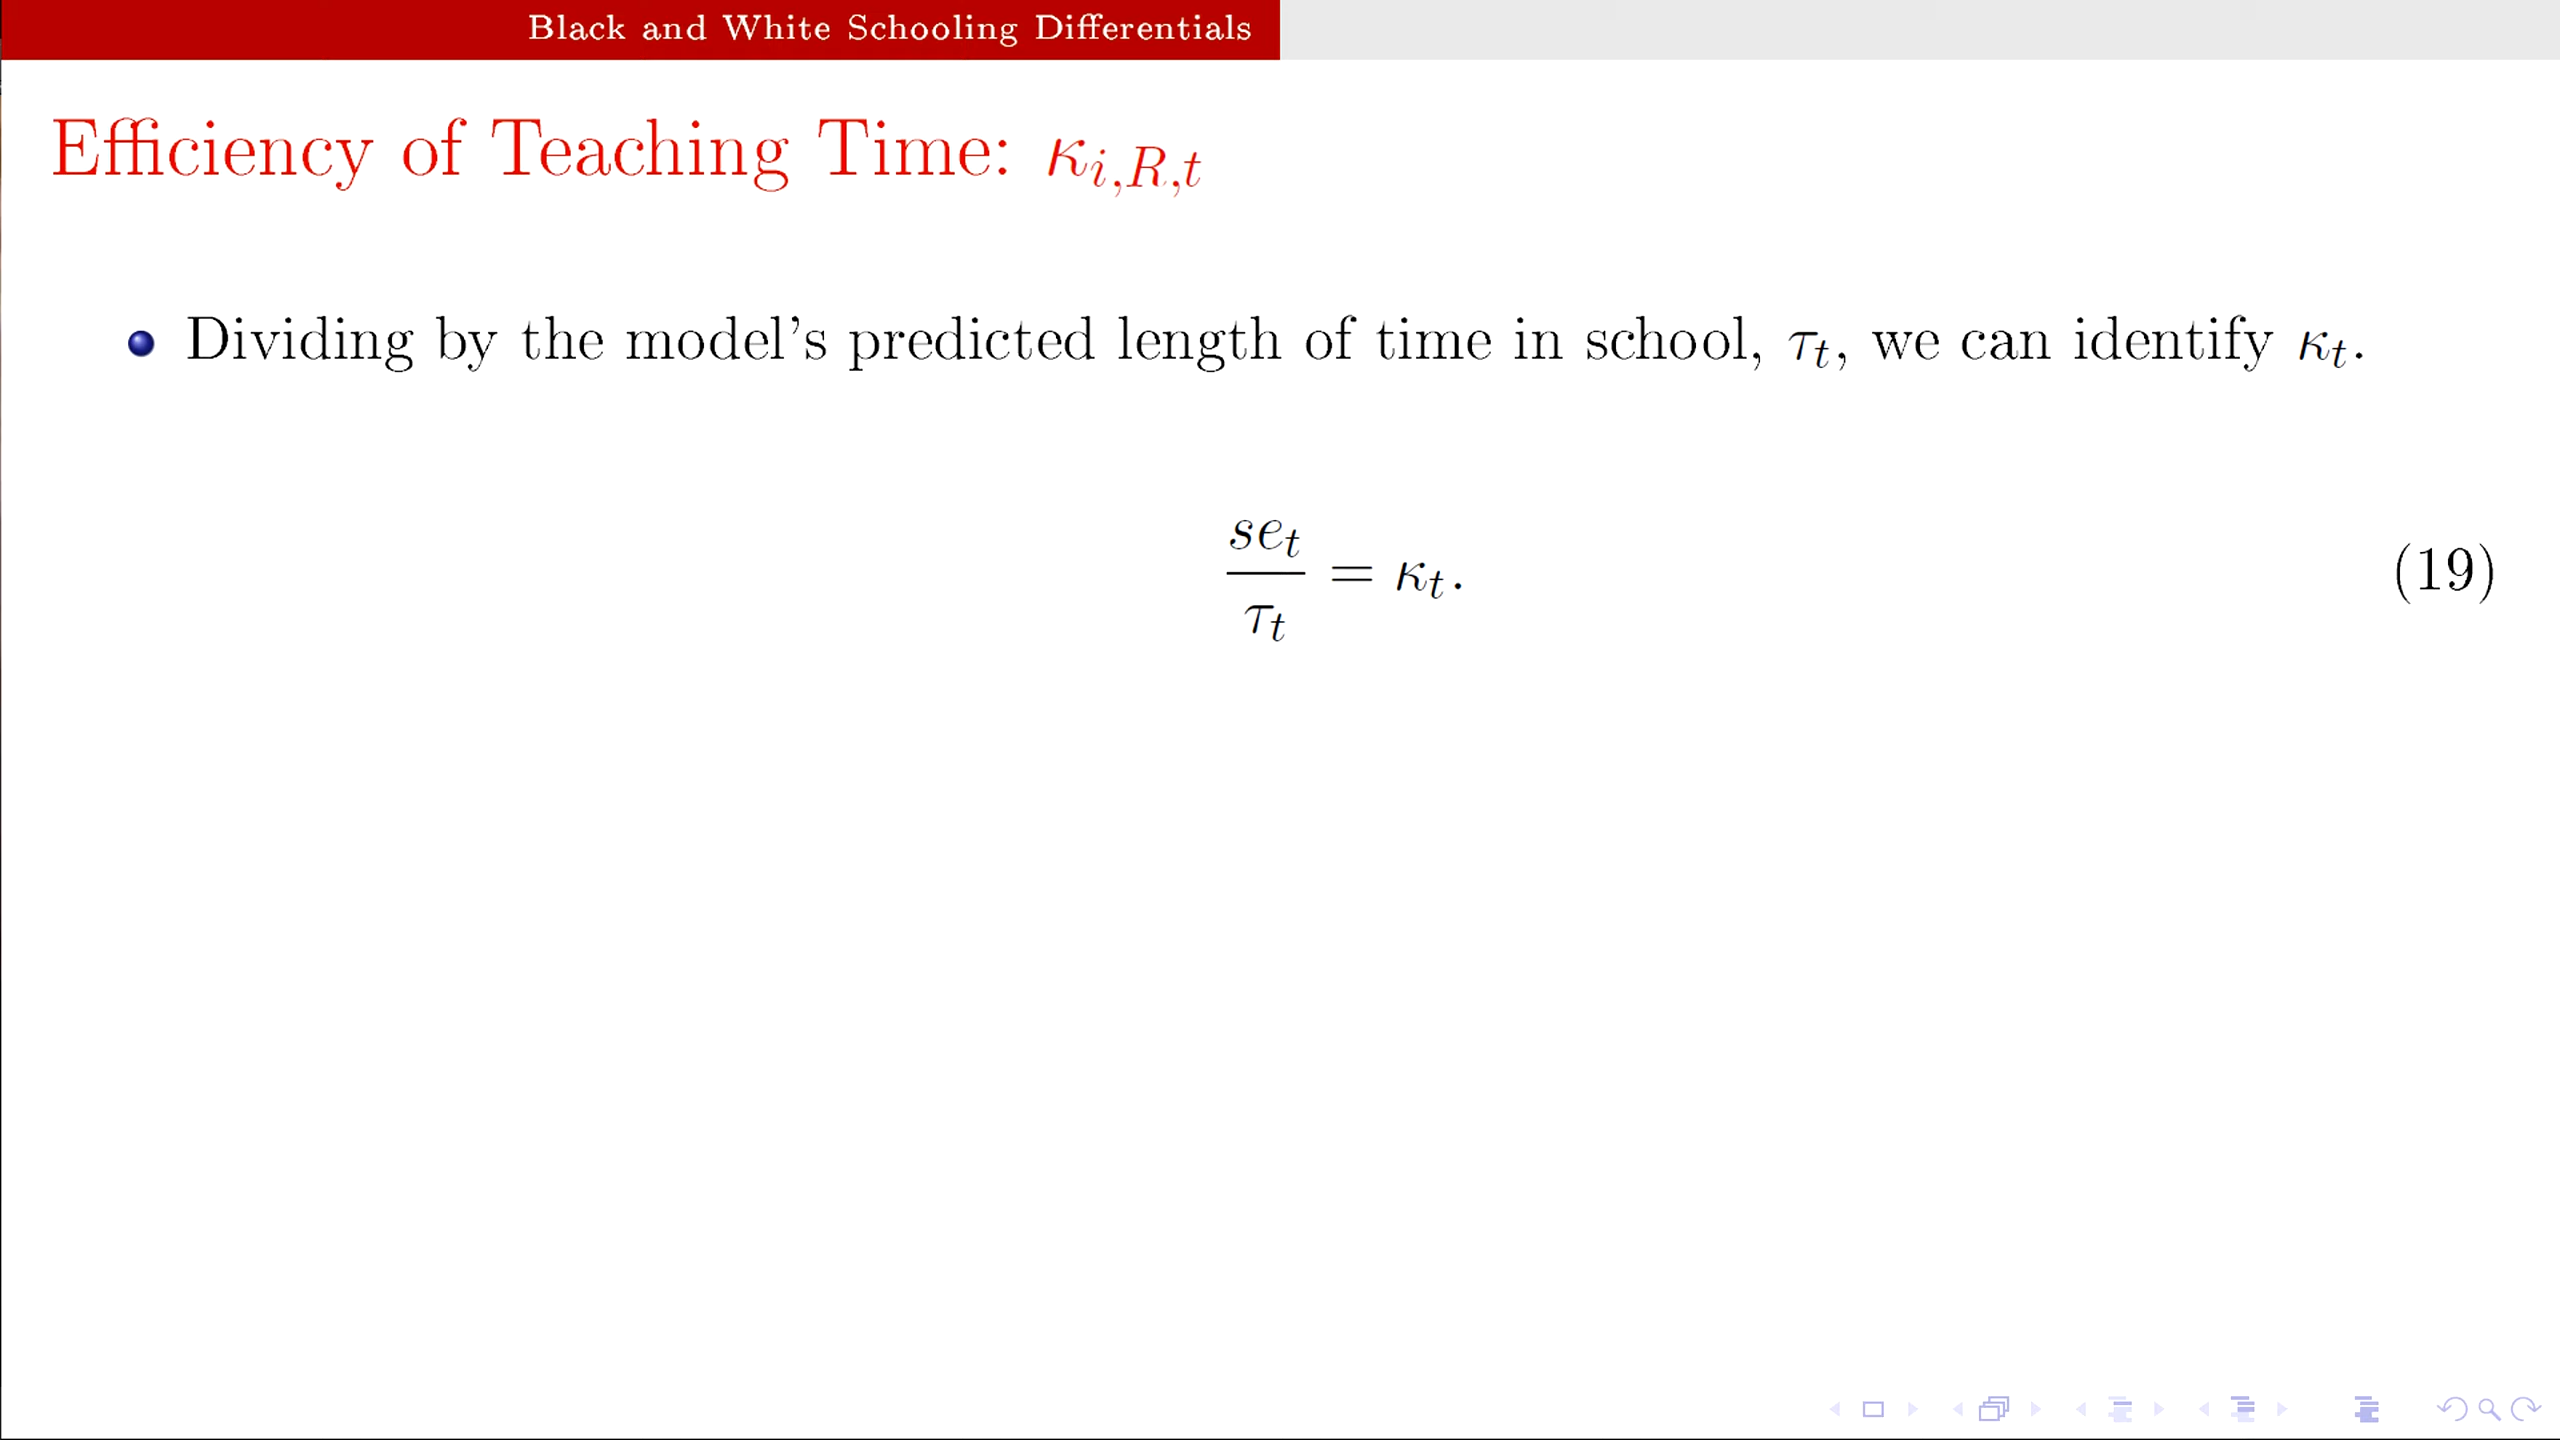 Black and White Schooling Differentials
Efficiency of Teaching Time: κ_{i,R,t}
Dividing by the model's predicted length of time in school, τ_t, we can identify κ_t.
\frac{se_t}{τ_t} = κ_t. (19)